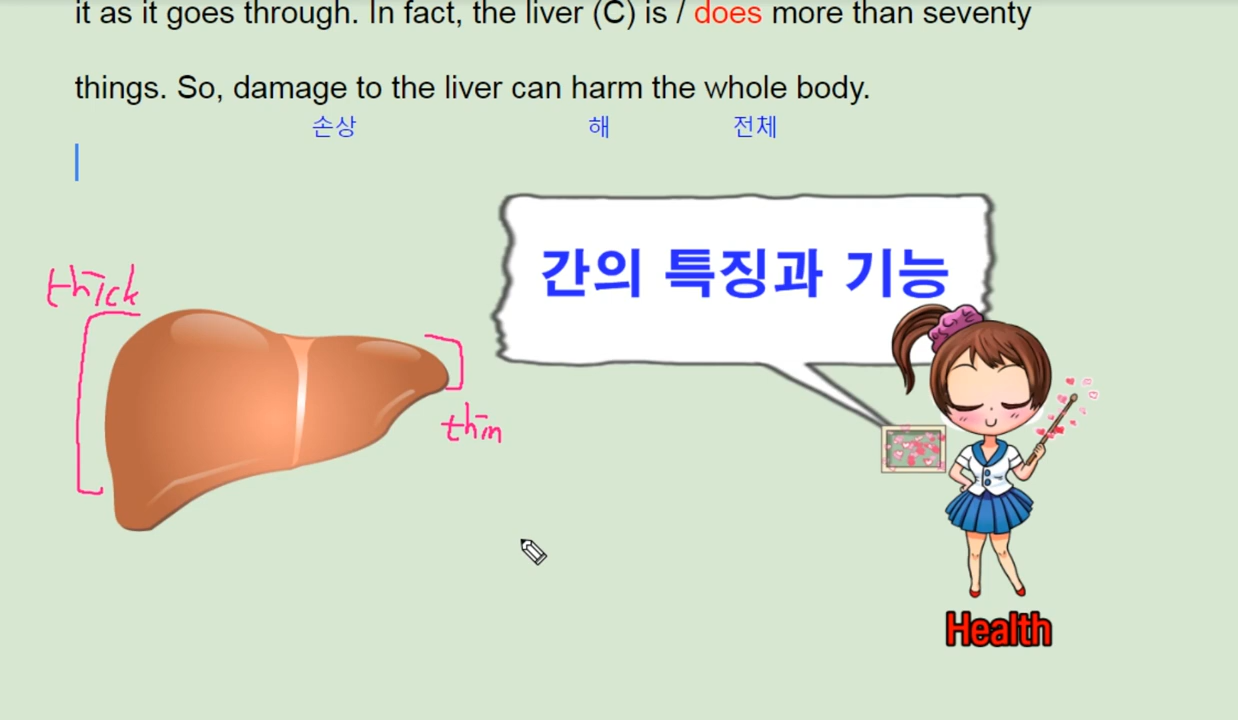 it as it goes through. In fact, the liver (C) is / does more than seventy
things. So, damage to the liver can harm the whole body.
손상 해 전체
간의 특징과 기능
thick
thin
Health